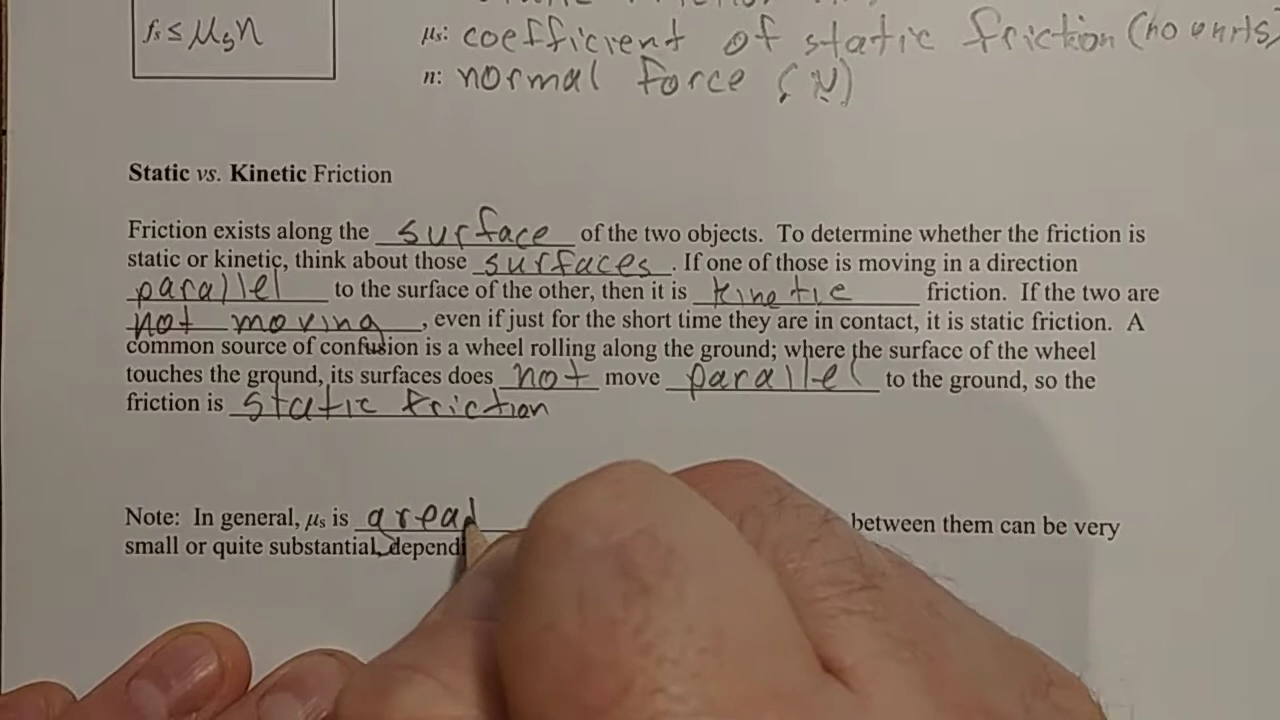 fs ≤ μsn
μs: coefficient of static friction (no units)
n: normal force (N)
Static vs. Kinetic Friction
Friction exists along the surface of the two objects. To determine whether the friction is
static or kinetic, think about those surfaces. If one of those is moving in a direction
parallel to the surface of the other, then it is kinetic friction. If the two are
not moving, even if just for the short time they are in contact, it is static friction. A
common source of confusion is a wheel rolling along the ground; where the surface of the wheel
touches the ground, its surfaces does not move parallel to the ground, so the
friction is static friction
Note: In general, μs is grea between them can be very
small or quite substantial, depend